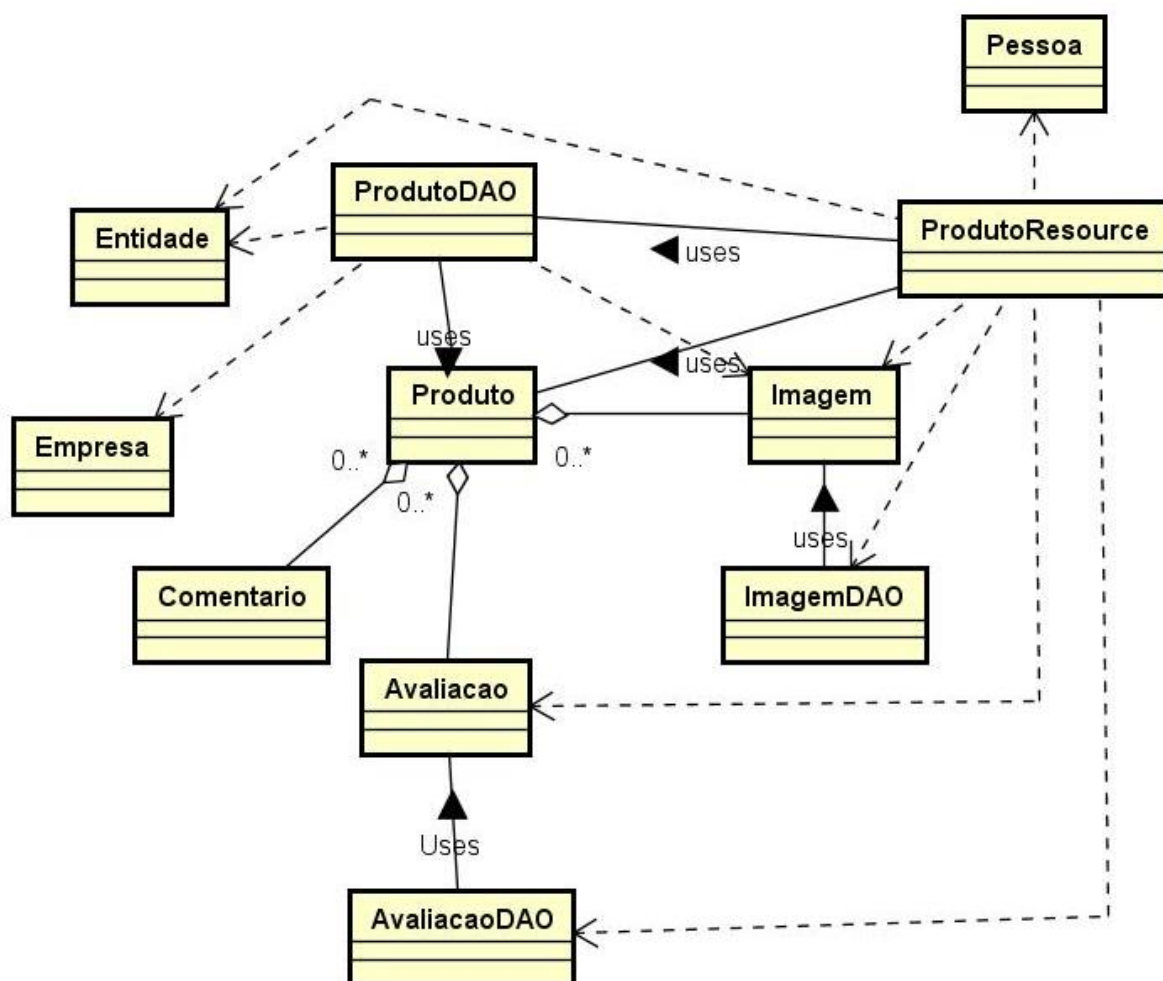 Pessoa
ProdutoDAO
ProdutoResource
Entidade
uses
uses
uses
Produto
Imagem
Empresa
0..*
0..*
0..*
uses
Comentario
ImagemDAO
Avaliacao
Uses
AvaliacaoDAO